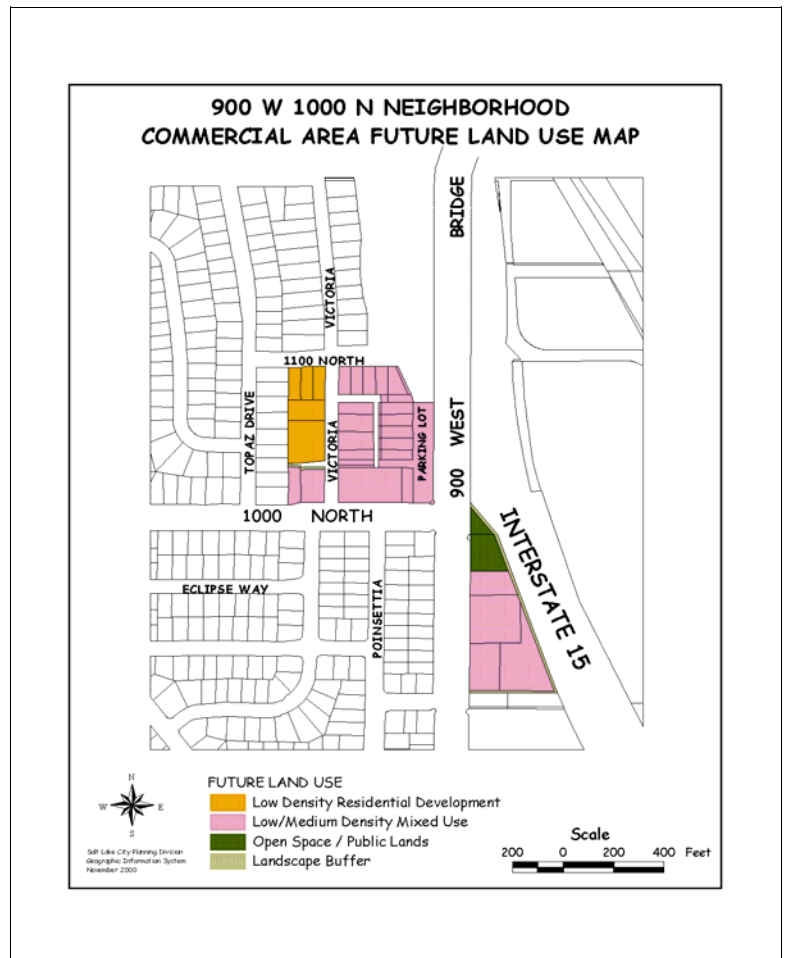 900 W 1000 N NEIGHBORHOOD
COMMERCIAL AREA FUTURE LAND USE MAP
BRIDGE
VICTORIA
1100 NORTH
TOPAZ DRIVE
VICTORIA
PARKING LOT
900 WEST
1000 NORTH
INTERSTATE 15
ECLIPSE WAY
POINSETTIA
N
W E
S
Salt Lake City Planning Division
Geographic Information System
November 2000
FUTURE LAND USE
Low Density Residential Development
Low/Medium Density Mixed Use
Open Space / Public Lands
Landscape Buffer
Scale
200 0 200 400 Feet